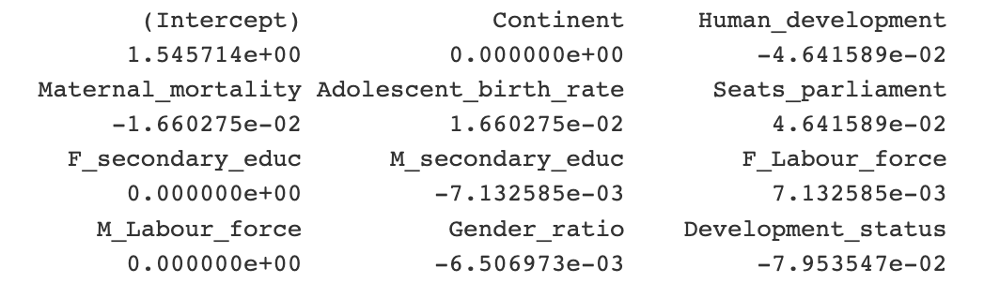 (Intercept) Continent Human_development
1.545714e+00 0.000000e+00 -4.641589e-02
Maternal_mortality Adolescent_birth_rate Seats_parliament
-1.660275e-02 1.660275e-02 4.641589e-02
F_secondary_educ M_secondary_educ F_Labour_force
0.000000e+00 -7.132585e-03 7.132585e-03
M_Labour_force Gender_ratio Development_status
0.000000e+00 -6.506973e-03 -7.953547e-02